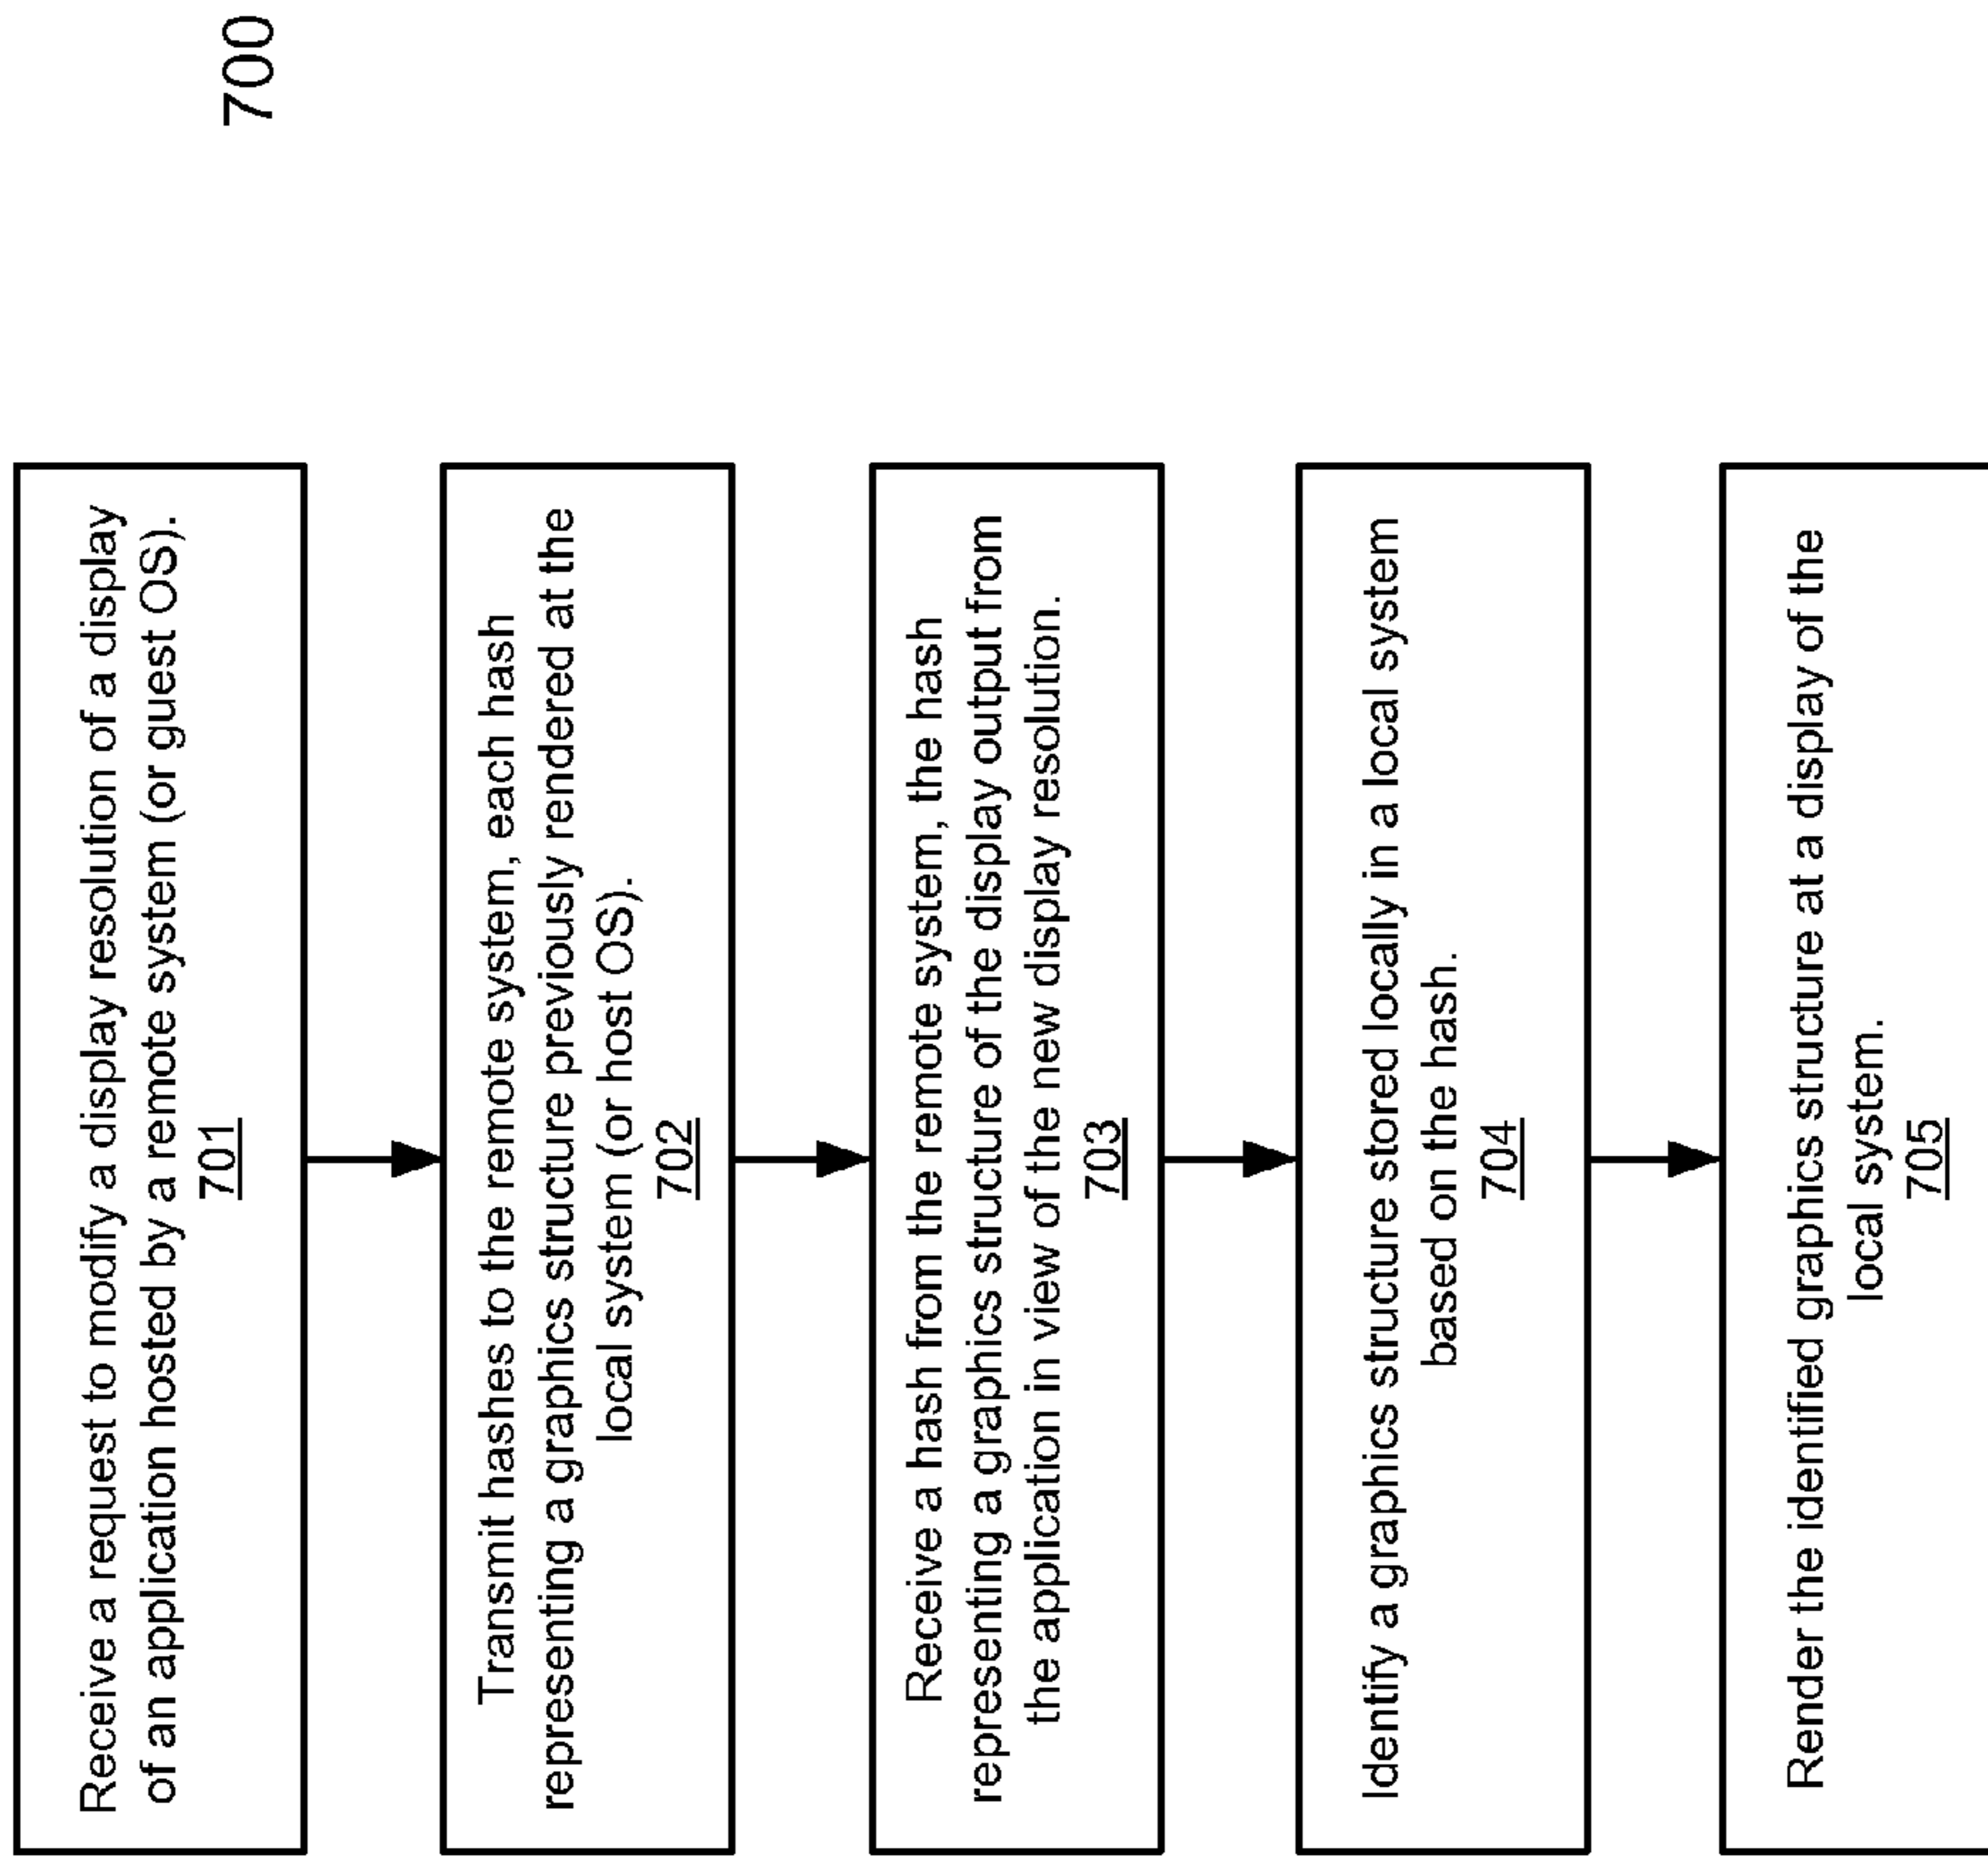 700
Receive a request to modify a display resolution of a display
of an application hosted by a remote system (or guest OS).
701
Transmit hashes to the remote system, each hash
representing a graphics structure previously rendered at the
local system (or host OS).
702
Receive a hash from the remote system, the hash
representing a graphics structure of the display output from
the application in view of the new display resolution.
703
Identify a graphics structure stored locally in a local system
based on the hash.
704
Render the identified graphics structure at a display of the
local system.
705